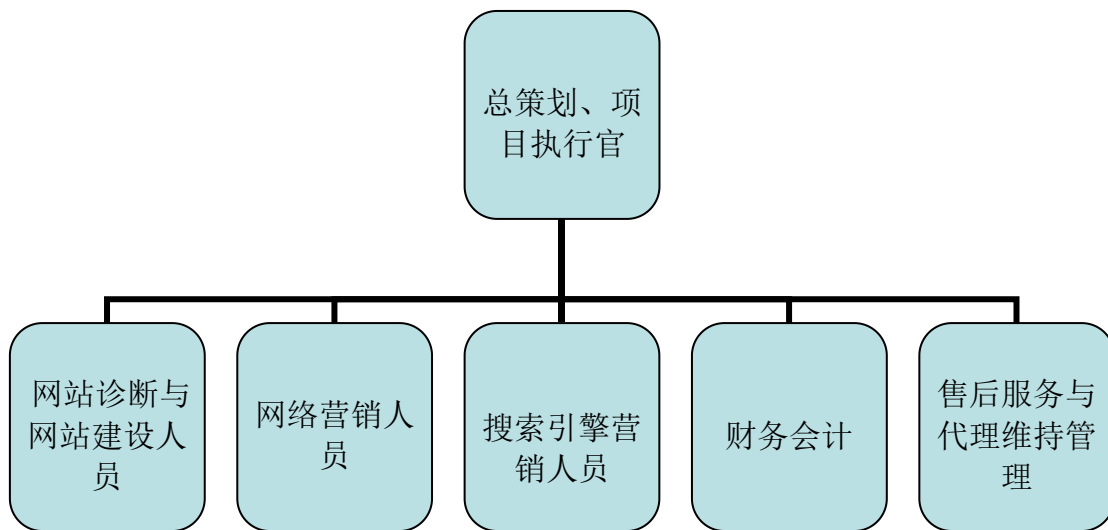 总策划、项
目执行官
网站诊断与
网站建设人
员
网络营销人
员
搜索引擎营
销人员
财务会计
售后服务与
代理维持管
理